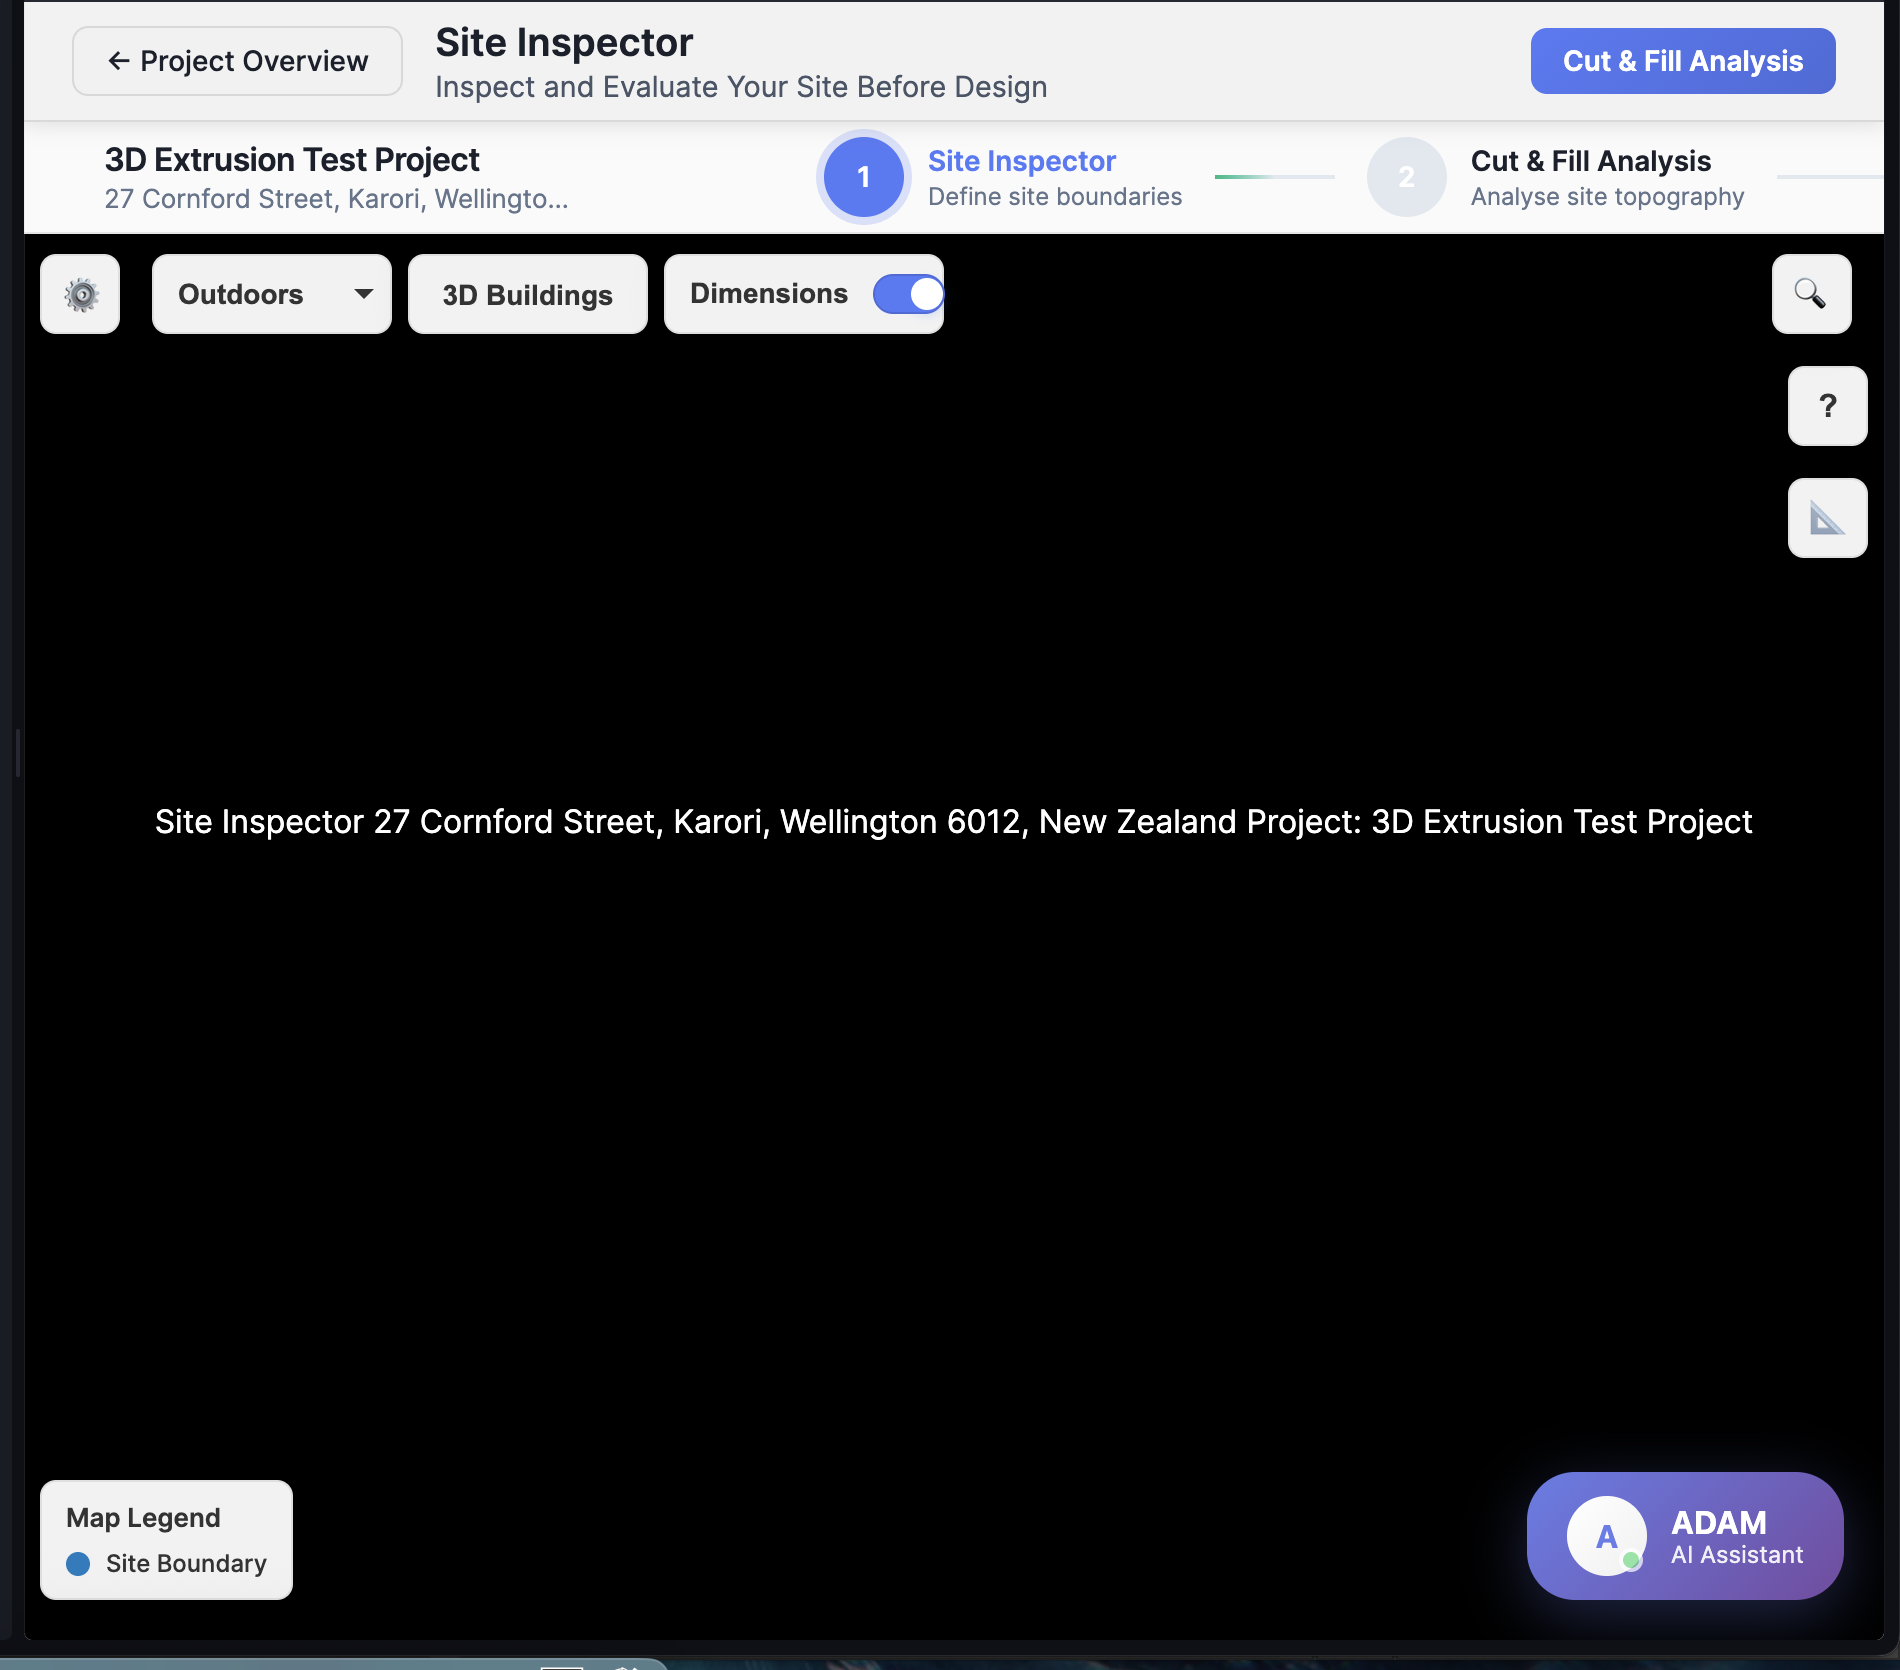 ← Project Overview
Site Inspector
Inspect and Evaluate Your Site Before Design
Cut & Fill Analysis
3D Extrusion Test Project
27 Cornford Street, Karori, Wellingto...
1
Site Inspector
Define site boundaries
2
Cut & Fill Analysis
Analyse site topography
Outdoors
3D Buildings
Dimensions
?
Site Inspector 27 Cornford Street, Karori, Wellington 6012, New Zealand Project: 3D Extrusion Test Project
Map Legend
Site Boundary
A
ADAM
AI Assistant